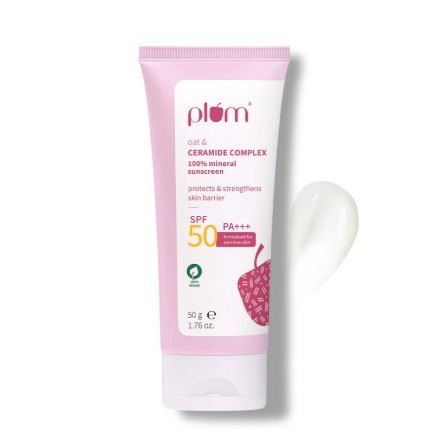 plum®
oat &
CERAMIDE COMPLEX
100% mineral
sunscreen
protects & strengthens
skin barrier
SPF
50 PA+++
formulated for
sensitive skin
50 g ℮
1.76 oz.